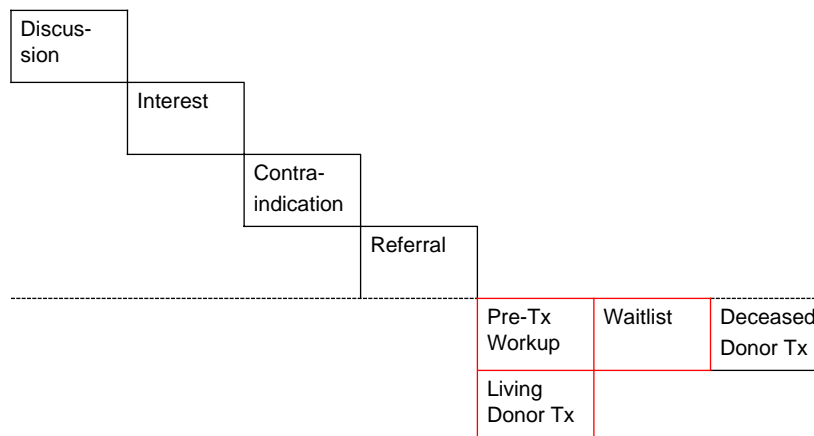 Discus-
sion
Interest
Contra-
indication
Referral
Pre-Tx
Workup
Waitlist
Deceased
Donor Tx
Living
Donor Tx